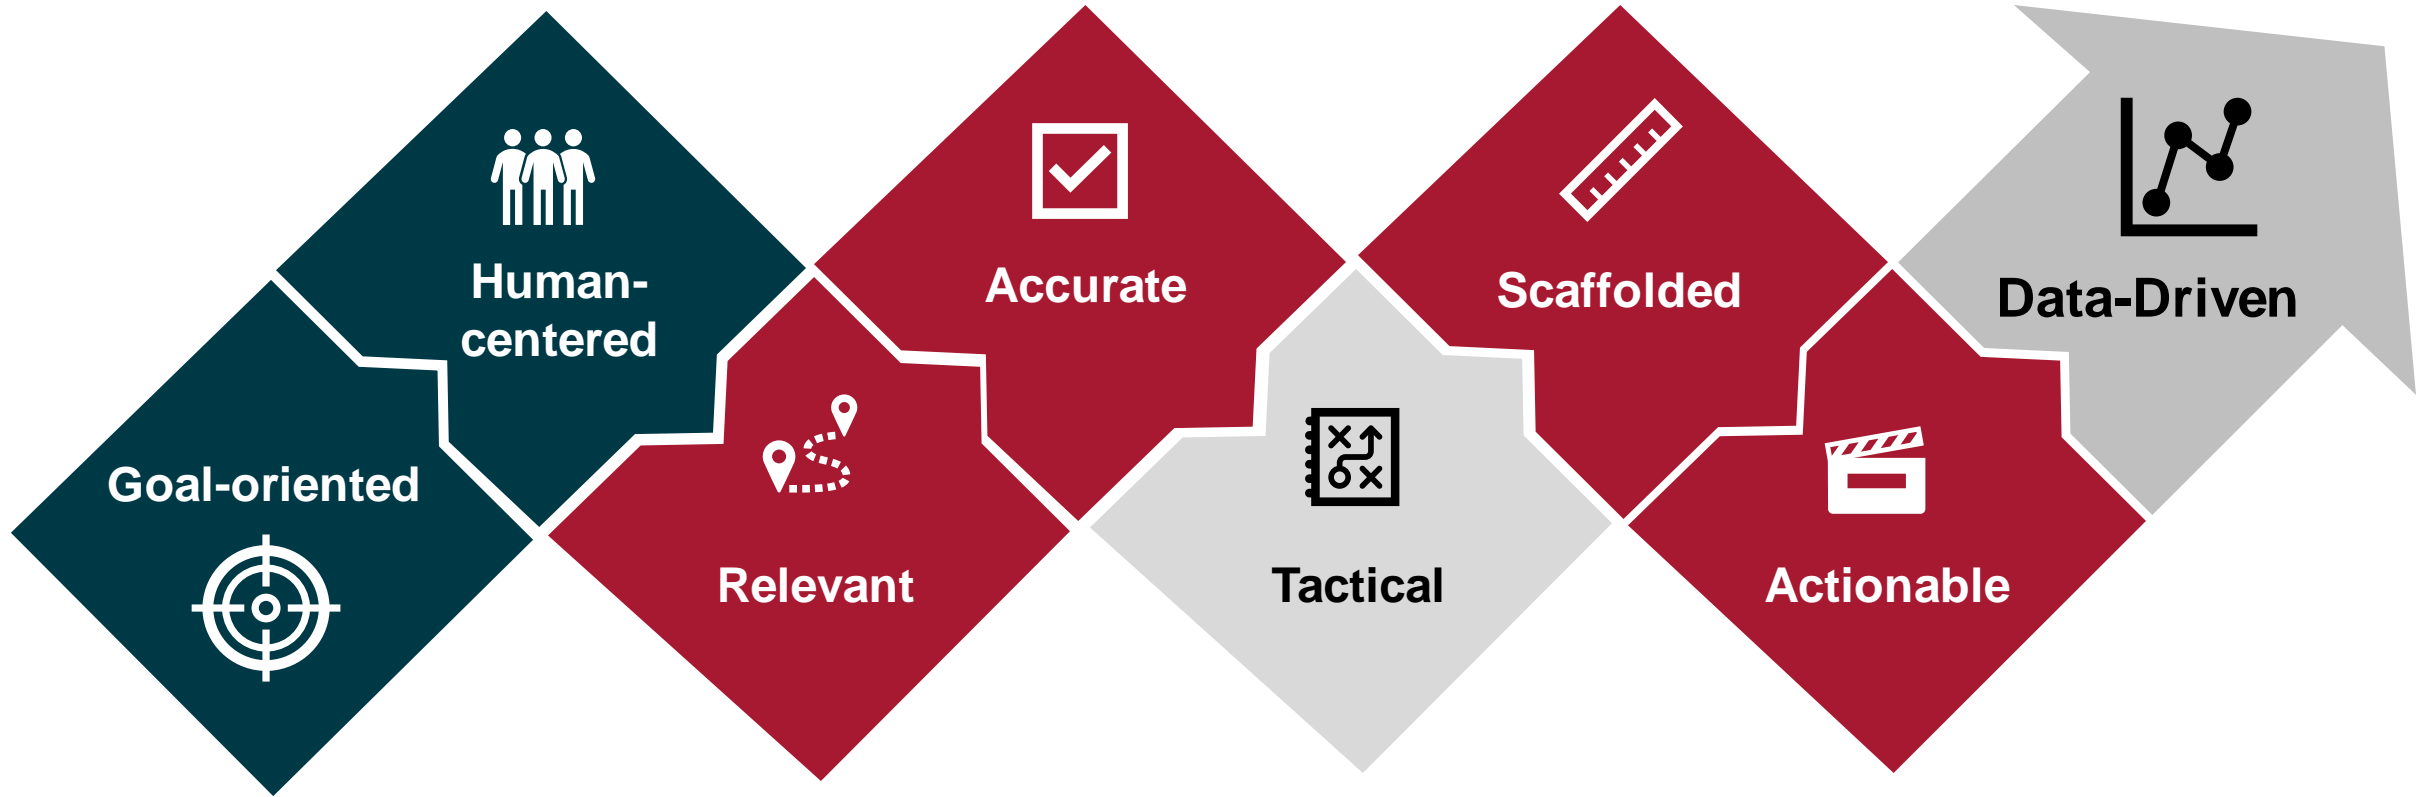 Goal-oriented
Human-
centered
Relevant
Accurate
Tactical
Scaffolded
Actionable
Data-Driven